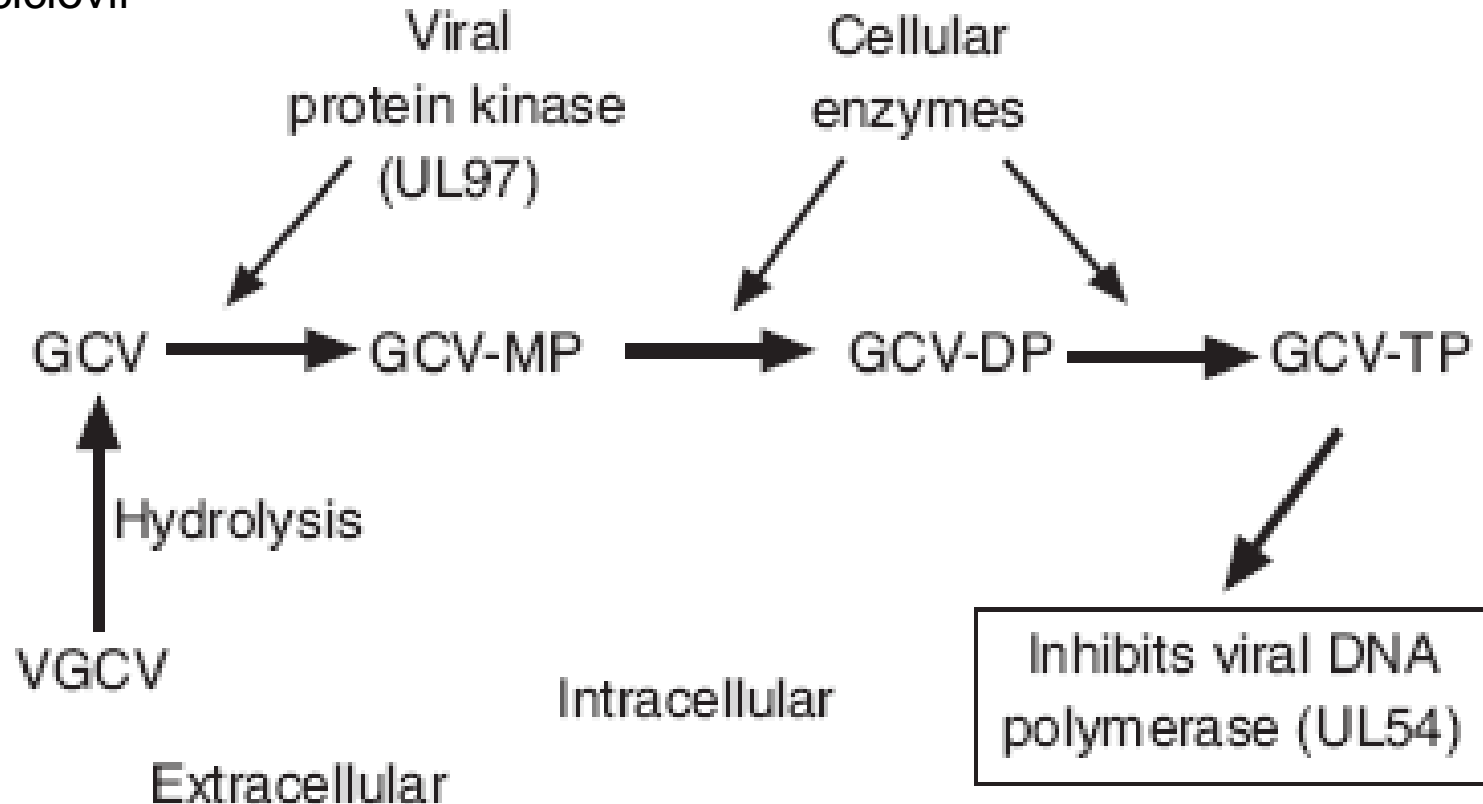 Viral
protein kinase
(UL97)
Cellular
enzymes
GCV
GCV-MP
GCV-DP
GCV-TP
Hydrolysis
VGCV
Intracellular
Extracellular
Inhibits viral DNA
polymerase (UL54)